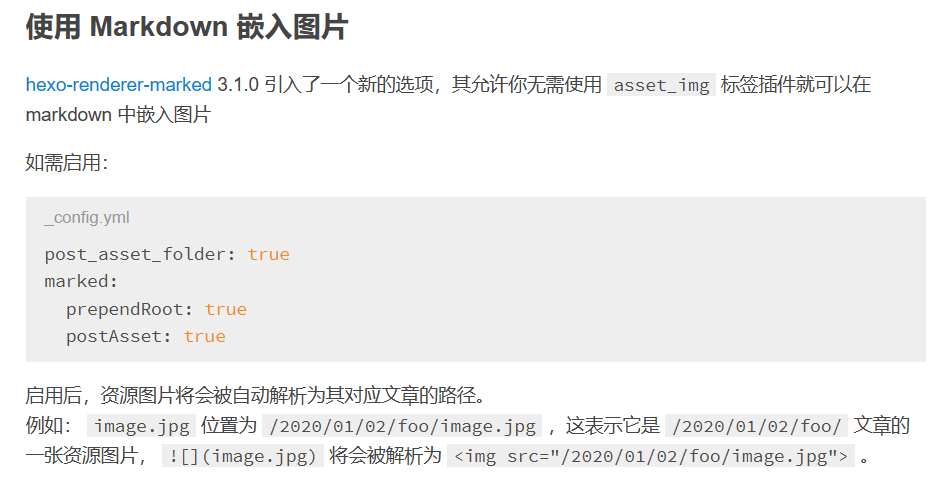 使用 Markdown 嵌入图片
hexo-renderer-marked 3.1.0 引入了一个新的选项，其允许你无需使用 asset_img 标签插件就可以在
markdown 中嵌入图片
如需启用：
_config.yml
post_asset_folder: true
marked:
  prependRoot: true
  postAsset: true
启用后，资源图片将会被自动解析为其对应文章的路径。
例如： image.jpg 位置为 /2020/01/02/foo/image.jpg ，这表示它是 /2020/01/02/foo/ 文章的
一张资源图片， ![](image.jpg) 将会被解析为 <img src="/2020/01/02/foo/image.jpg"> 。